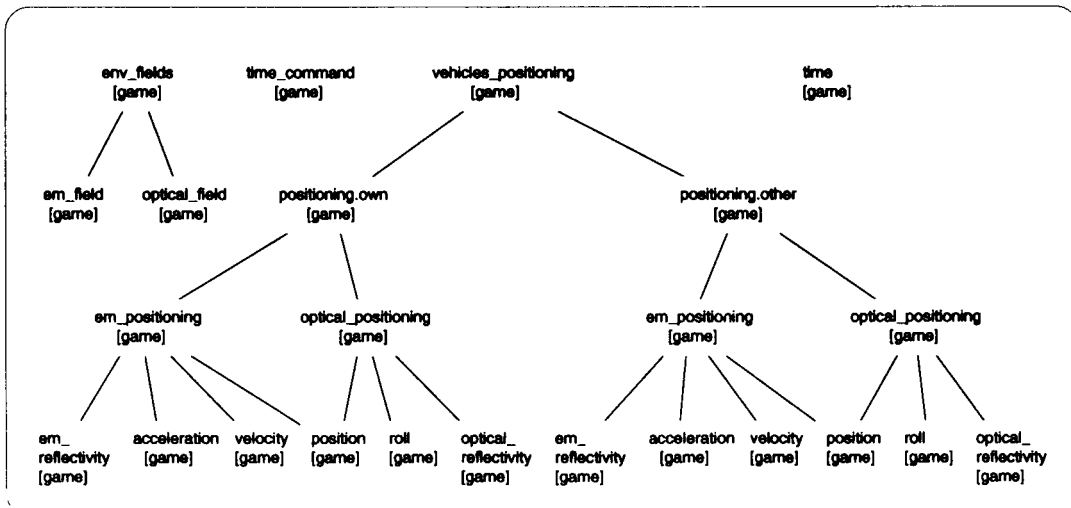 env_fields
[game]
time_command
[game]
vehicles_positioning
[game]
time
[game]
em_field
[game]
optical_field
[game]
positioning.own
[game]
positioning.other
[game]
em_positioning
[game]
optical_positioning
[game]
em_positioning
[game]
optical_positioning
[game]
em_
reflectivity
[game]
acceleration
[game]
velocity
[game]
position
[game]
roll
[game]
optical_
reflectivity
[game]
em_
reflectivity
[game]
acceleration
[game]
velocity
[game]
position
[game]
roll
[game]
optical_
reflectivity
[game]